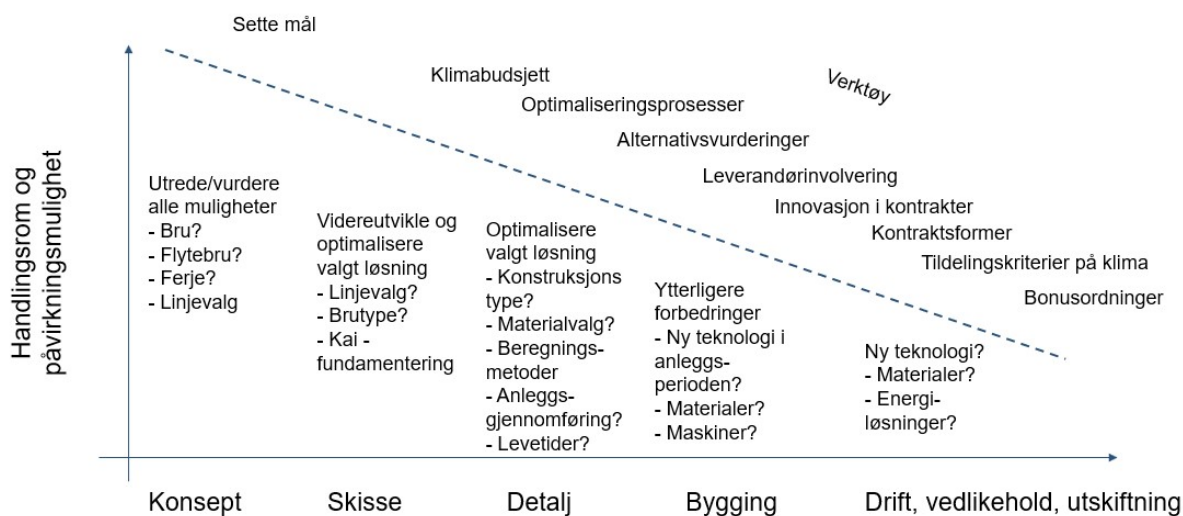 Sette mål
Klimabudsjett
Verktøy
Optimaliseringsprosesser
Alternativsvurderinger
Leverandørinvolvering
Innovasjon i kontrakter
Kontraktsformer
Tildelingskriterier på klima
Bonusordninger
Handlingsrom og
påvirkningsmulighet
Utrede/vurdere
alle muligheter
- Bru?
- Flytebru?
- Ferje?
- Linjevalg
Videreutvikle og
optimalisere
valgt løsning
- Linjevalg?
- Brutype?
- Kai -
fundamentering
Optimalisere
valgt løsning
- Konstruksjons
type?
- Materialvalg?
- Beregnings-
metoder
- Anleggs-
gjennomføring?
- Levetider?
Ytterligere
forbedringer
- Ny teknologi i
anleggs-
perioden?
- Materialer?
- Maskiner?
Ny teknologi?
- Materialer?
- Energi-
løsninger?
Konsept
Skisse
Detalj
Bygging
Drift, vedlikehold, utskiftning